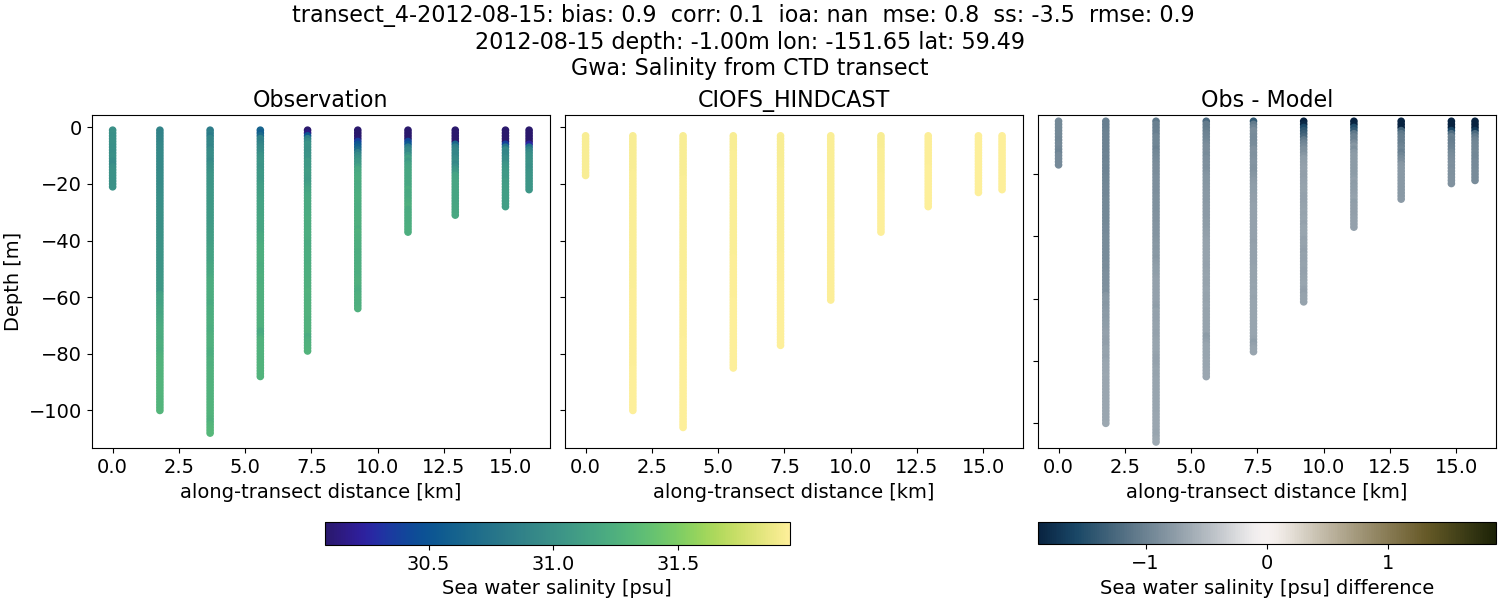 transect_4-2012-08-15: bias: 0.9  corr: 0.1  ioa: nan  mse: 0.8  ss: -3.5  rmse: 0.9
2012-08-15 depth: -1.00m lon: -151.65 lat: 59.49
Gwa: Salinity from CTD transect
Observation
CIOFS_HINDCAST
Obs - Model
Depth [m]
0
−20
−40
−60
−80
−100
0.0 2.5 5.0 7.5 10.0 12.5 15.0
0.0 2.5 5.0 7.5 10.0 12.5 15.0
0.0 2.5 5.0 7.5 10.0 12.5 15.0
along-transect distance [km]
along-transect distance [km]
along-transect distance [km]
30.5 31.0 31.5
Sea water salinity [psu]
−1 0 1
Sea water salinity [psu] difference